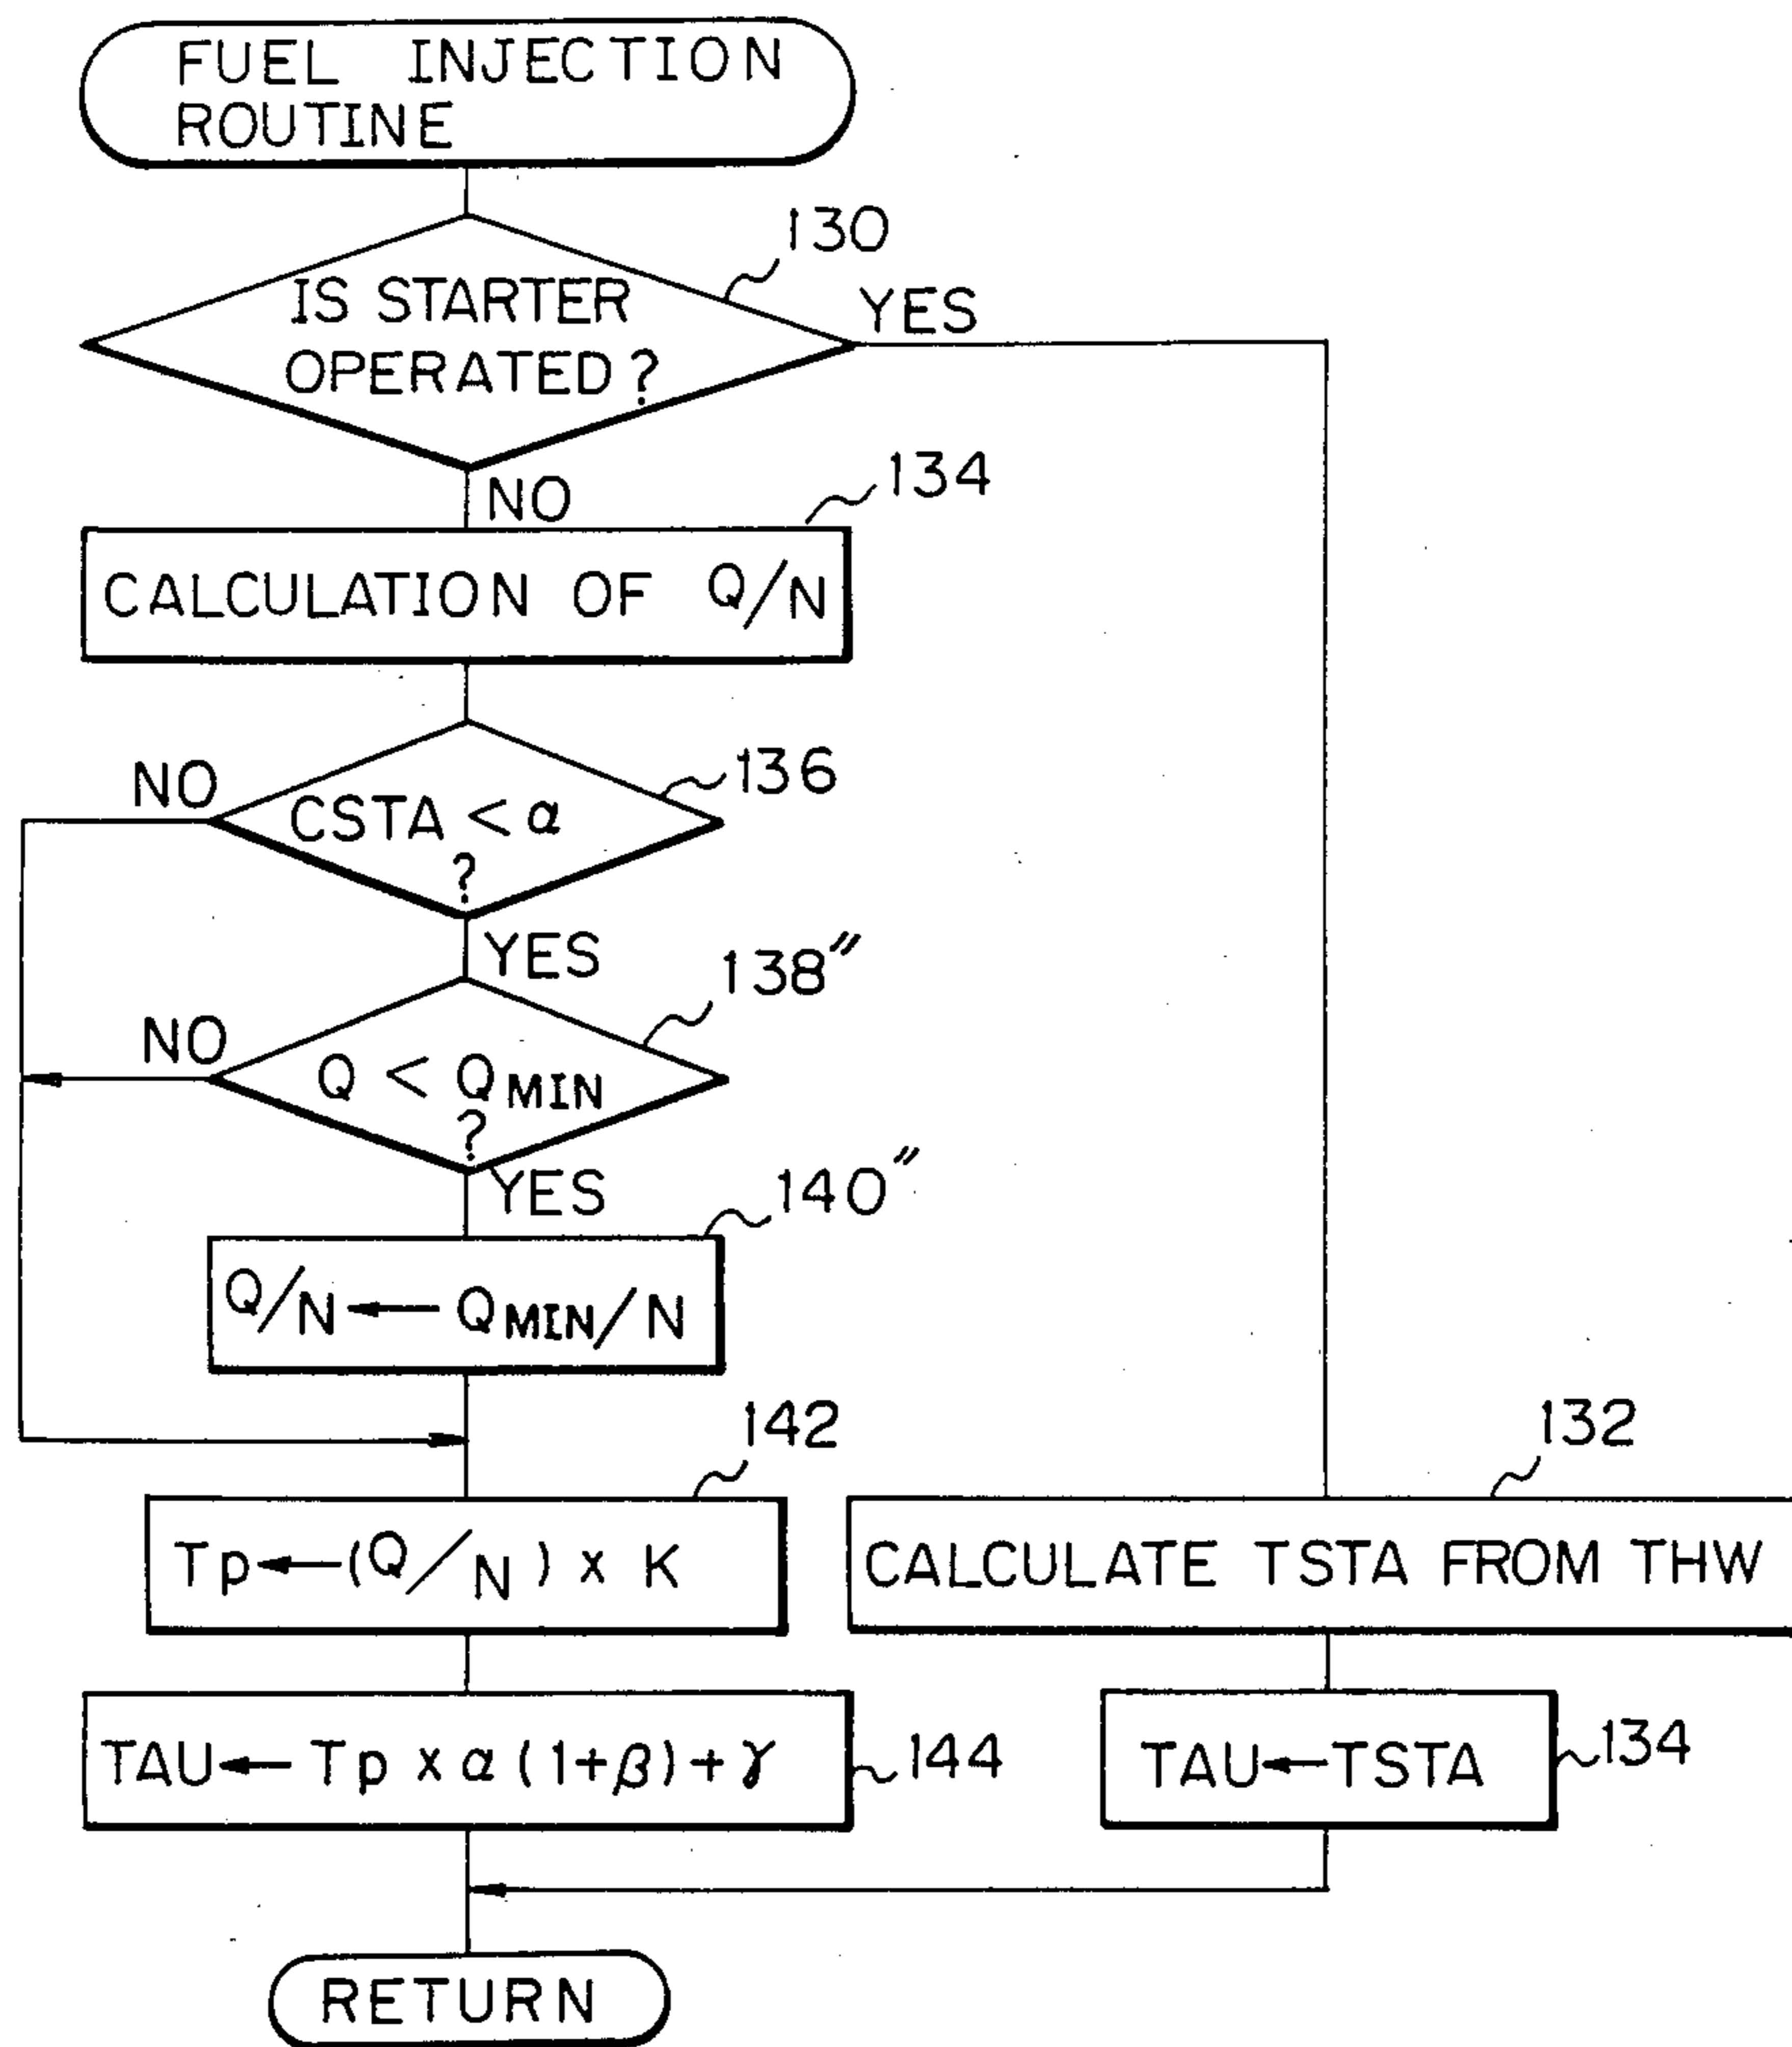 FUEL INJECTION
ROUTINE
130
IS STARTER
OPERATED?
YES
NO
134
CALCULATION OF Q/N
136
NO
CSTA < α
?
YES
138″
NO
Q < QMIN
?
YES
140″
Q/N ← QMIN/N
142
132
Tp ← (Q/N) x K
CALCULATE TSTA FROM THW
TAU ← Tp x α (1+β) + γ
144
TAU ← TSTA
134
RETURN